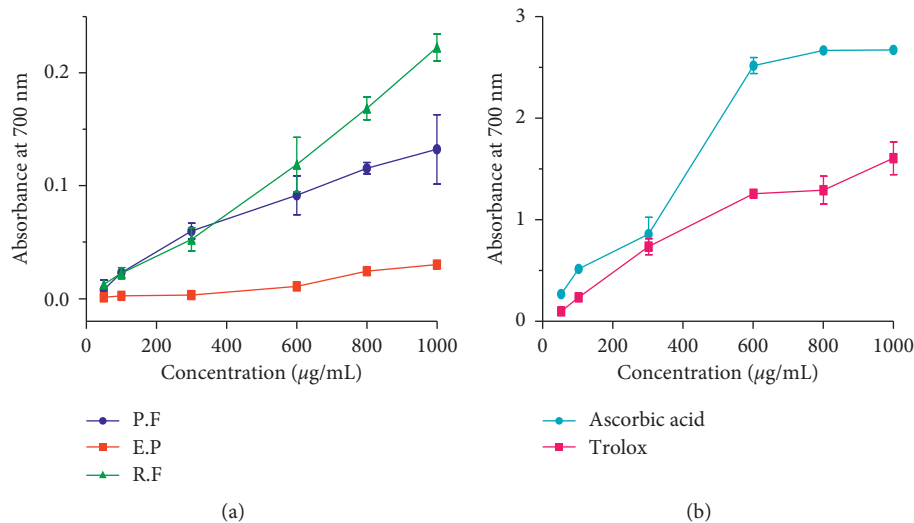 0.2
0.1
0.0
Absorbance at 700 nm
0
200
400
600
800
1000
Concentration (µg/mL)
P.F
E.P
R.F
(a)
3
2
1
0
Absorbance at 700 nm
0
200
400
600
800
1000
Concentration (µg/mL)
Ascorbic acid
Trolox
(b)